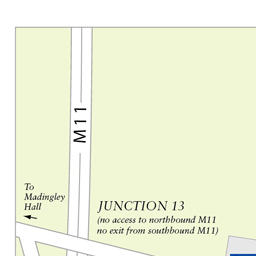 M11
To
Madingley
Hall
JUNCTION 13
(no access to northbound M11
no exit from southbound M11)